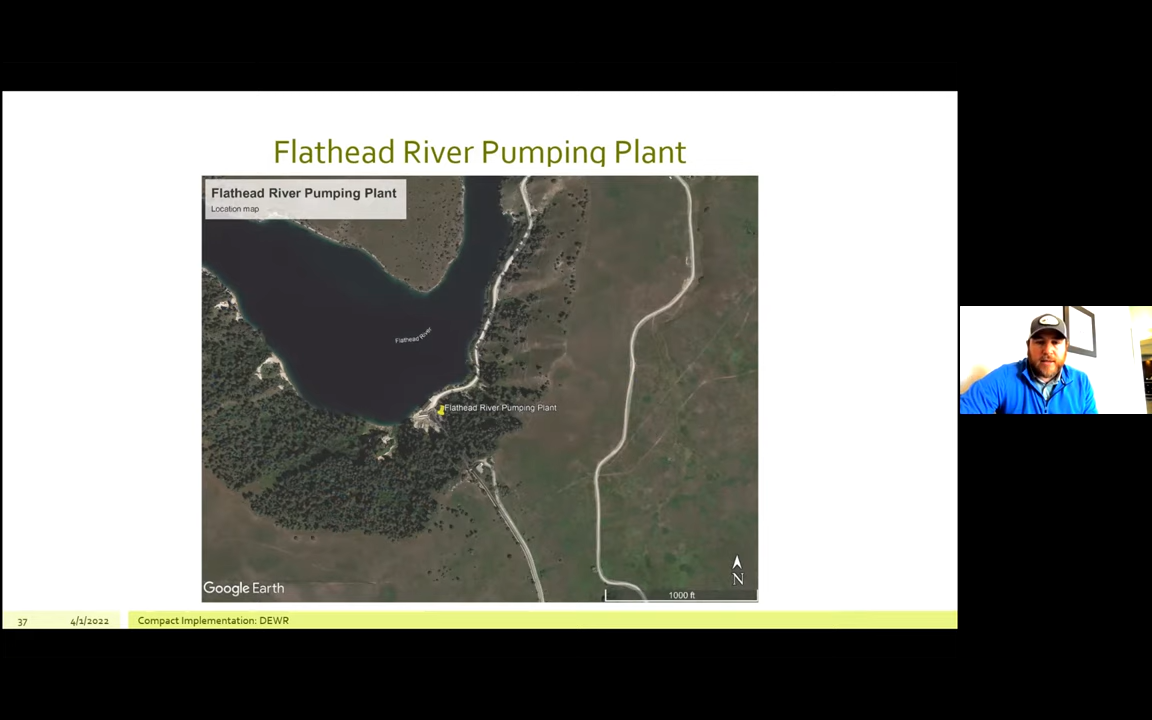 Flathead River Pumping Plant
Flathead River Pumping Plant
Location map
Flathead River
Flathead River Pumping Plant
N
Google Earth
1000 ft
37
4/1/2022
Compact Implementation: DEWR